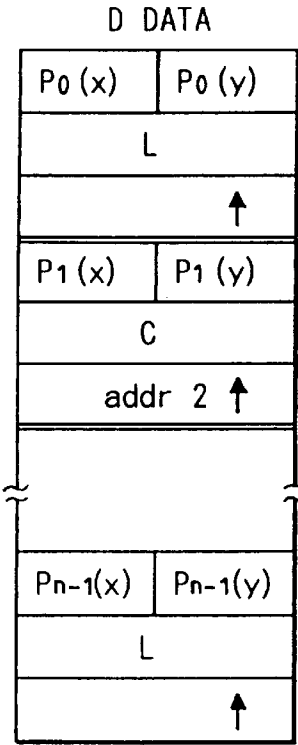 D DATA
P0 (x) P0 (y)
L
↑
P1 (x) P1 (y)
C
addr 2 ↑
Pn-1(x) Pn-1(y)
L
↑